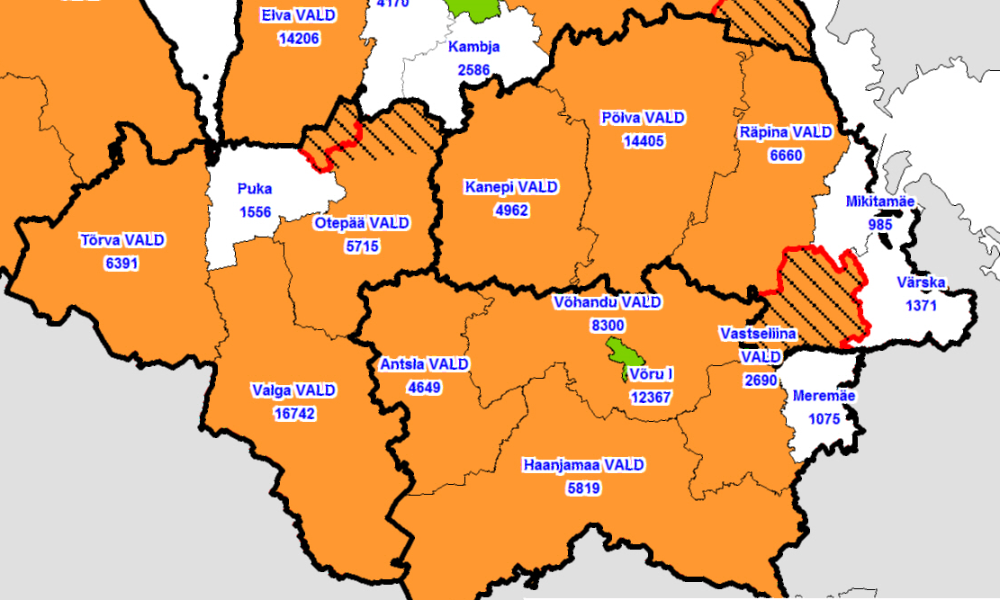 4170
Elva VALD
14206
Kambja
2586
Põlva VALD
14405
Räpina VALD
6660
Puka
1556
Kanepi VALD
4962
Mikitamäe
985
Otepää VALD
5715
Tõrva VALD
6391
Värska
1371
Võhandu VALD
8300
Vastseliina
VALD
2690
Antsla VALD
4649
Võru l
12367
Valga VALD
16742
Meremäe
1075
Haanjamaa VALD
5819